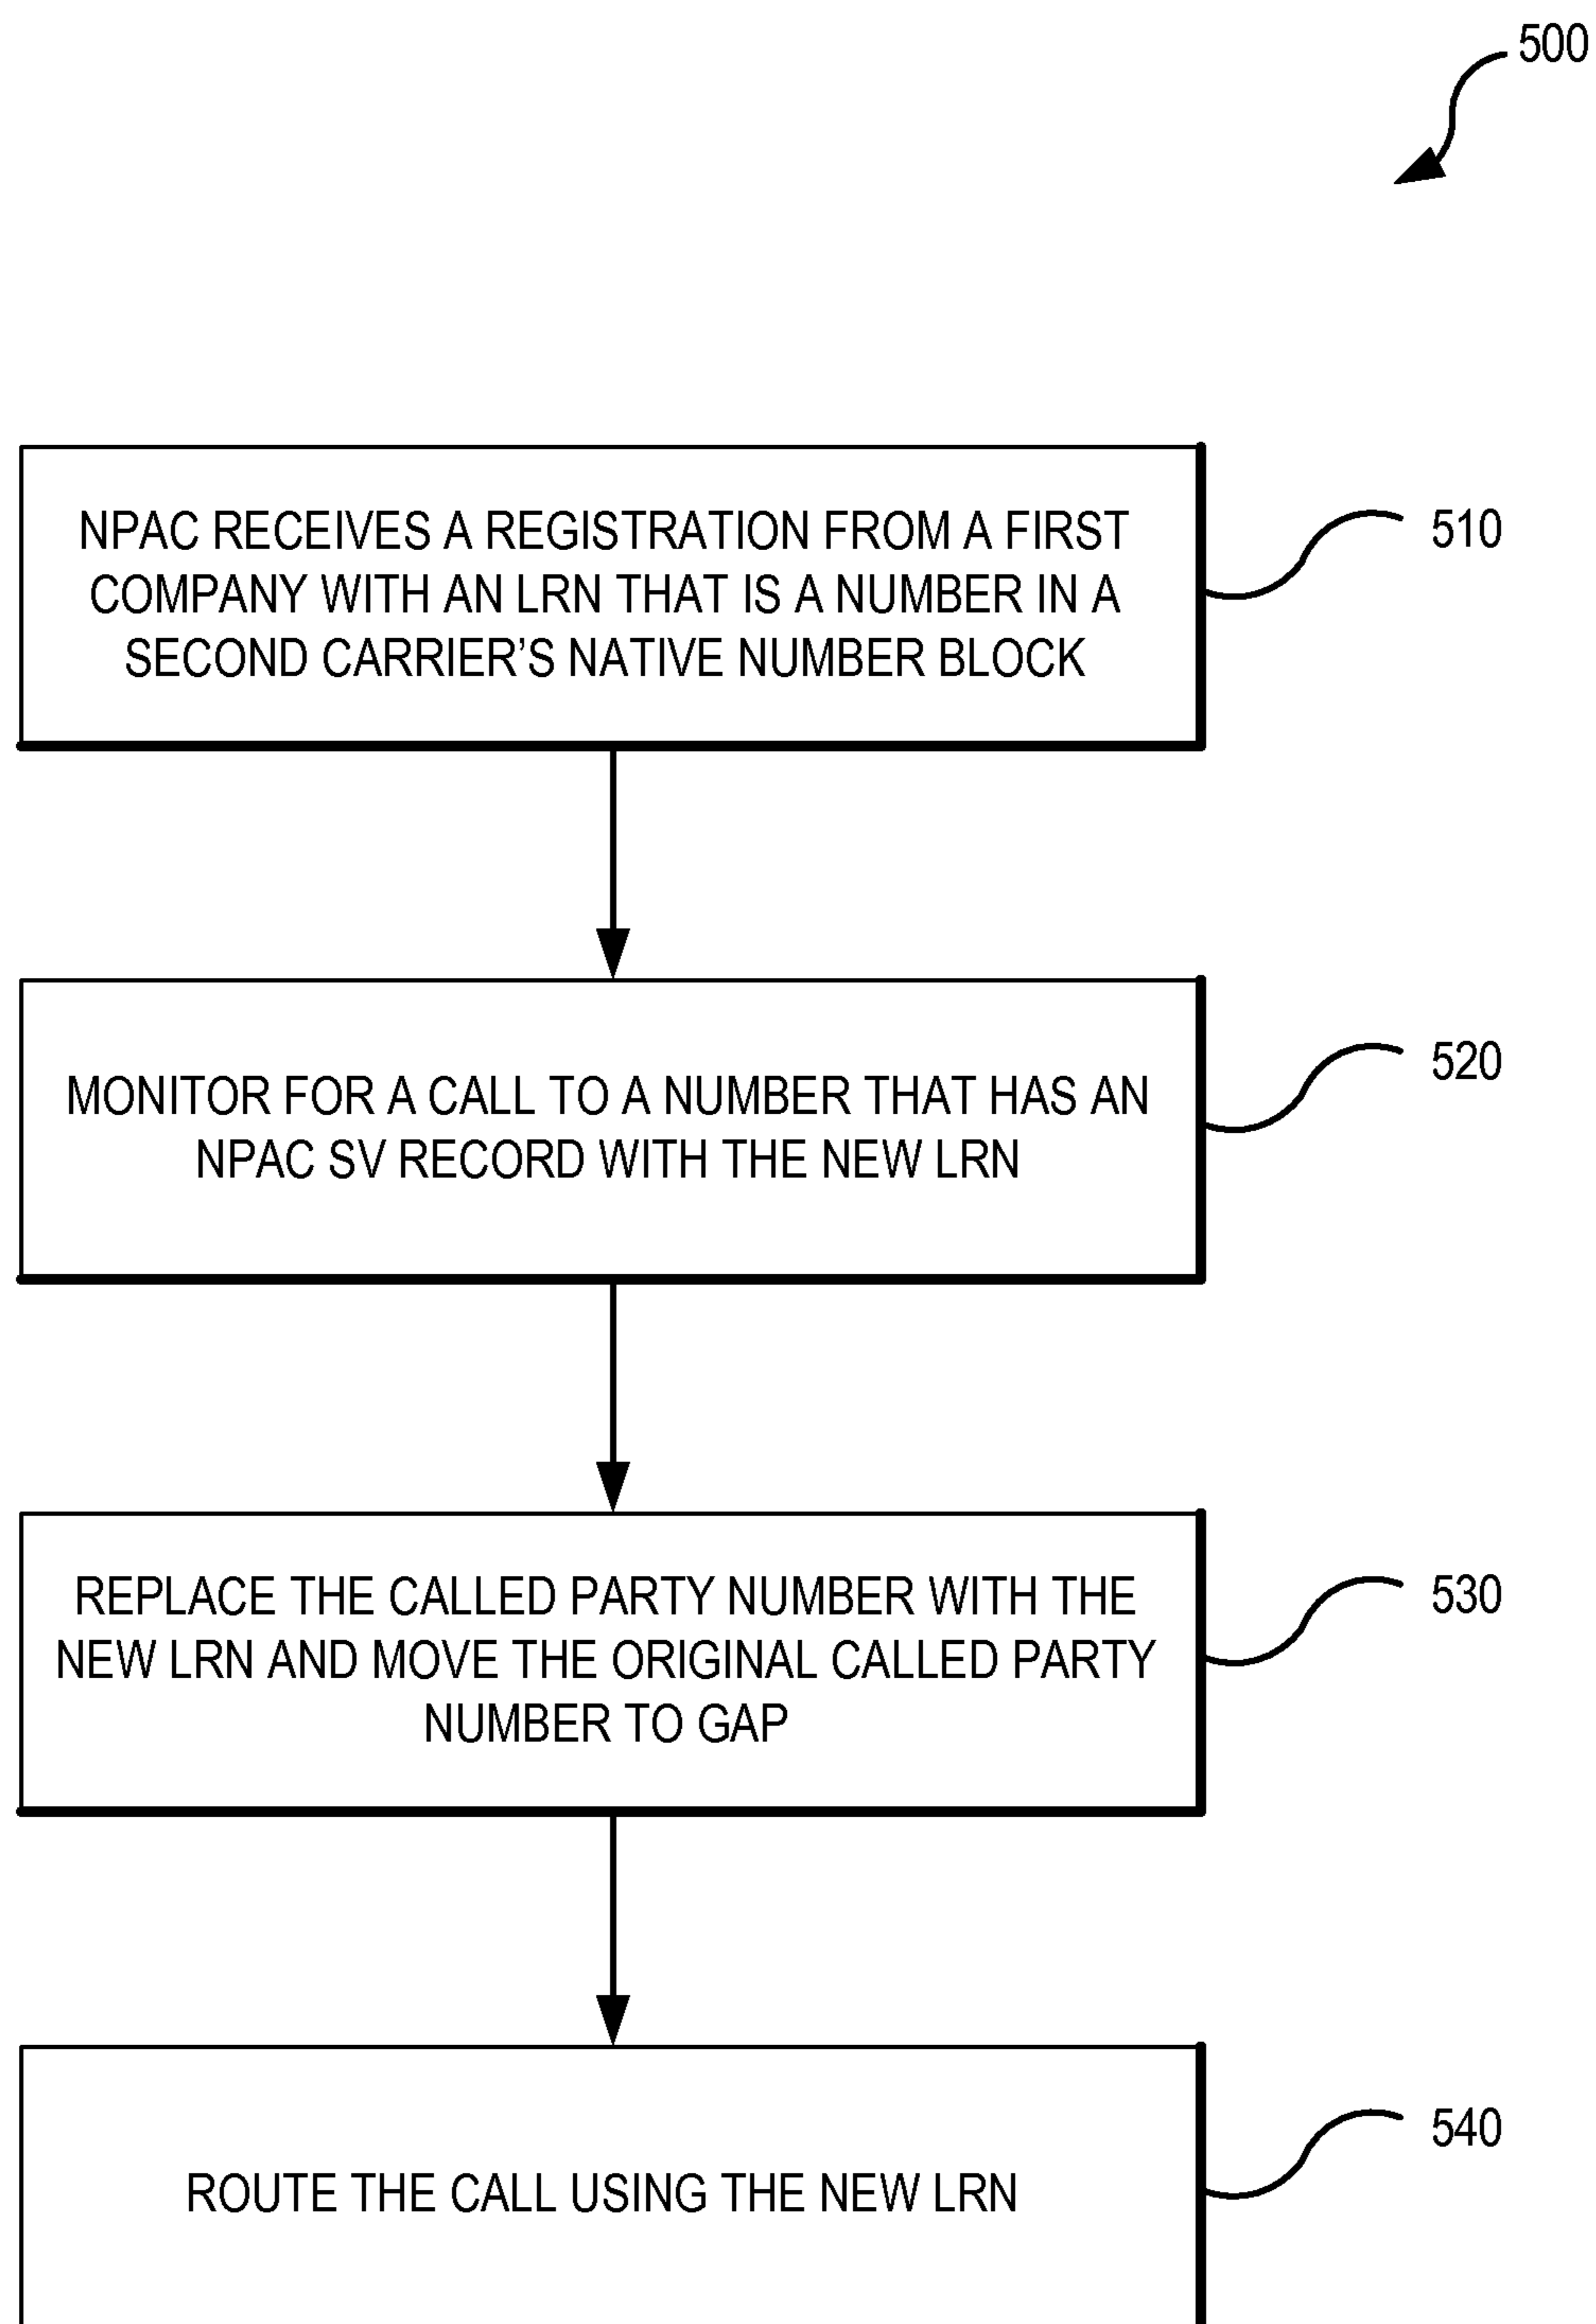 500
NPAC RECEIVES A REGISTRATION FROM A FIRST
COMPANY WITH AN LRN THAT IS A NUMBER IN A
SECOND CARRIER'S NATIVE NUMBER BLOCK
510
MONITOR FOR A CALL TO A NUMBER THAT HAS AN
NPAC SV RECORD WITH THE NEW LRN
520
REPLACE THE CALLED PARTY NUMBER WITH THE
NEW LRN AND MOVE THE ORIGINAL CALLED PARTY
NUMBER TO GAP
530
ROUTE THE CALL USING THE NEW LRN
540